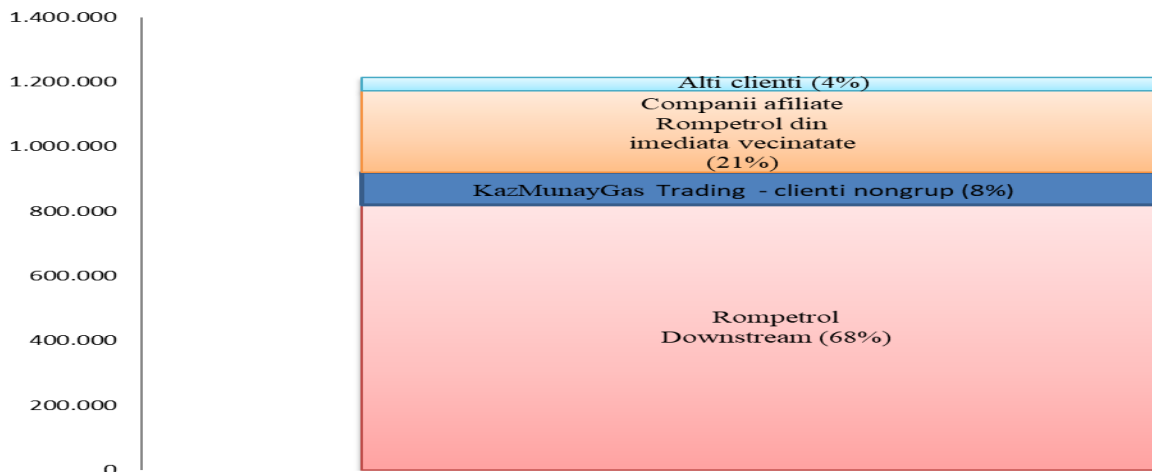 1.400.000
1.200.000
1.000.000
800.000
600.000
400.000
200.000
0
Alti clienti (4%)
Companii afiliate
Rompetrol din
imediata vecinatate
(21%)
KazMunayGas Trading - clienti nongrup (8%)
Rompetrol
Downstream (68%)